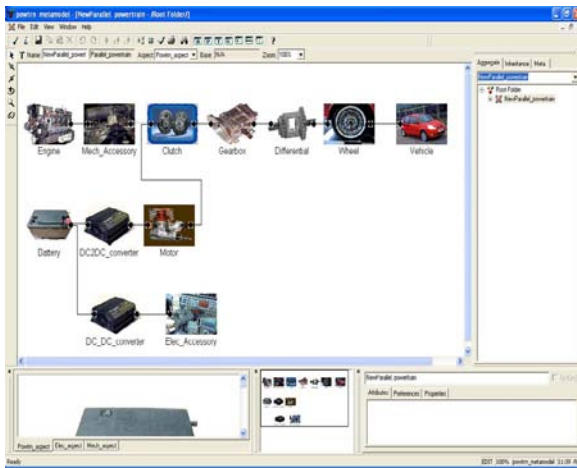 powtrn_metamodel - [NewParallel_powertrain - /Root Folder/]
File Edit View Window Help
Name: NewParallel_powert Parallel_powertrain Aspect: Powtrn_aspect Base: N/A Zoom: 100%
Aggregate Inheritance Meta
NewParallel_powertrain
Root Folder
NewParallel_powertrain
Engine Mech_Accessory Clutch Gearbox Differential Wheel Vehicle
Battery DC2DC_converter Motor
DC_DC_converter Elec_Accessory
NewParallel_powertrain
Attributes Preferences Properties
Powtrn_aspect Elec_aspect Mech_aspect
Ready
EDIT 100% powtrn_metamodel